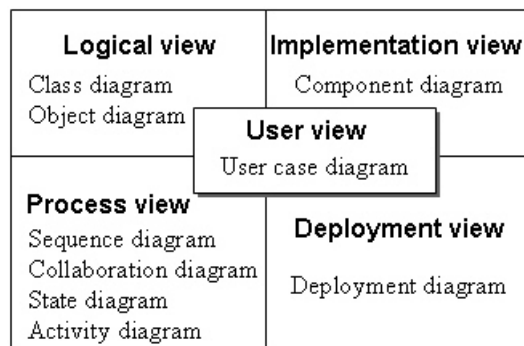 Logical view
Class diagram
Object diagram
Implementation view
Component diagram
User view
User case diagram
Process view
Sequence diagram
Collaboration diagram
State diagram
Activity diagram
Deployment view
Deployment diagram